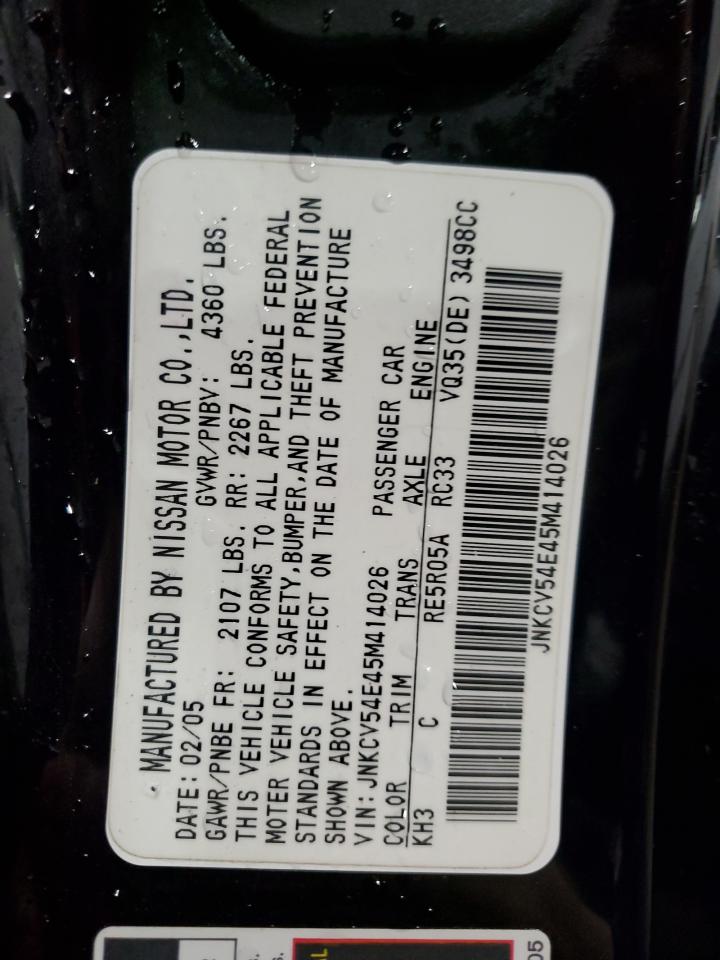 MANUFACTURED BY NISSAN MOTOR CO.,LTD.
DATE: 02/05 GVWR/PNBV: 4360 LBS.
GAWR/PNBE FR: 2107 LBS. RR: 2267 LBS.
THIS VEHICLE CONFORMS TO ALL APPLICABLE FEDERAL
MOTER VEHICLE SAFETY,BUMPER,AND THEFT PREVENTION
STANDARDS IN EFFECT ON THE DATE OF MANUFACTURE
SHOWN ABOVE.
VIN: JNKCV54E45M414026 PASSENGER CAR
COLOR TRIM TRANS AXLE ENGINE
KH3 C RE5R05A RC33 VQ35(DE) 3498CC
JNKCV54E45M414026
05